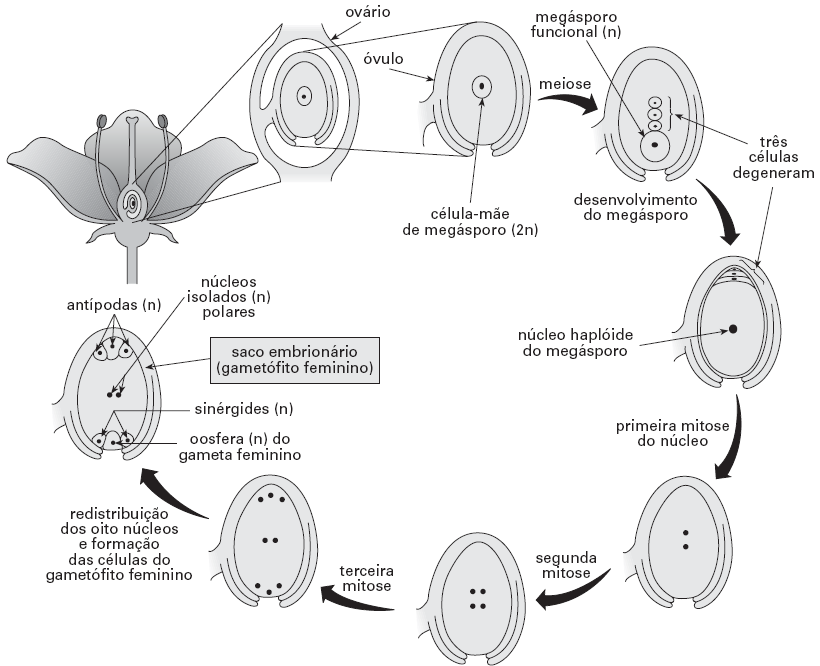 ovário
óvulo
megásporo
funcional (n)
meiose
três
células
degeneram
célula-mãe
de megásporo (2n)
desenvolvimento
do megásporo
núcleo haplóide
do megásporo
primeira mitose
do núcleo
segunda
mitose
terceira
mitose
redistribuição
dos oito núcleos
e formação
das células do
gametófito feminino
antípodas (n)
núcleos
isolados (n)
polares
saco embrionário
(gametófito feminino)
sinérgides (n)
oosfera (n) do
gameta feminino